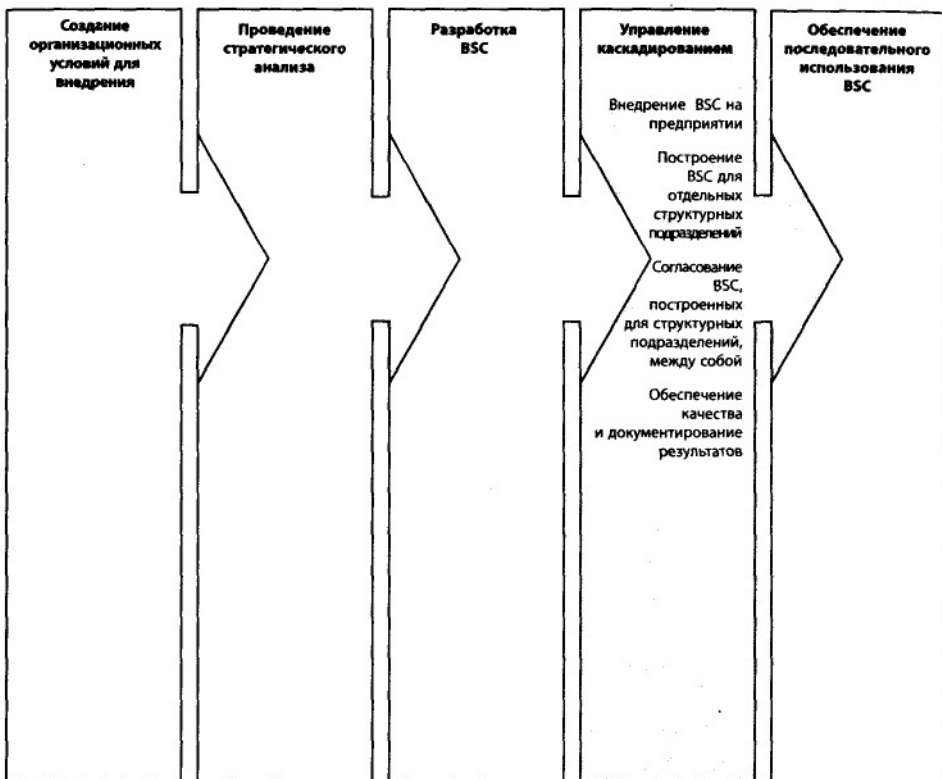 Создание
организационных
условий для
внедрения
Проведение
стратегического
анализа
Разработка
BSC
Управление
каскадированием
Внедрение BSC на
предприятии
Построение
BSC для
отдельных
структурных
подразделений
Согласование
BSC,
построенных
для структурных
подразделений,
между собой
Обеспечение
качества
и документирование
результатов
Обеспечение
последовательного
использования
BSC